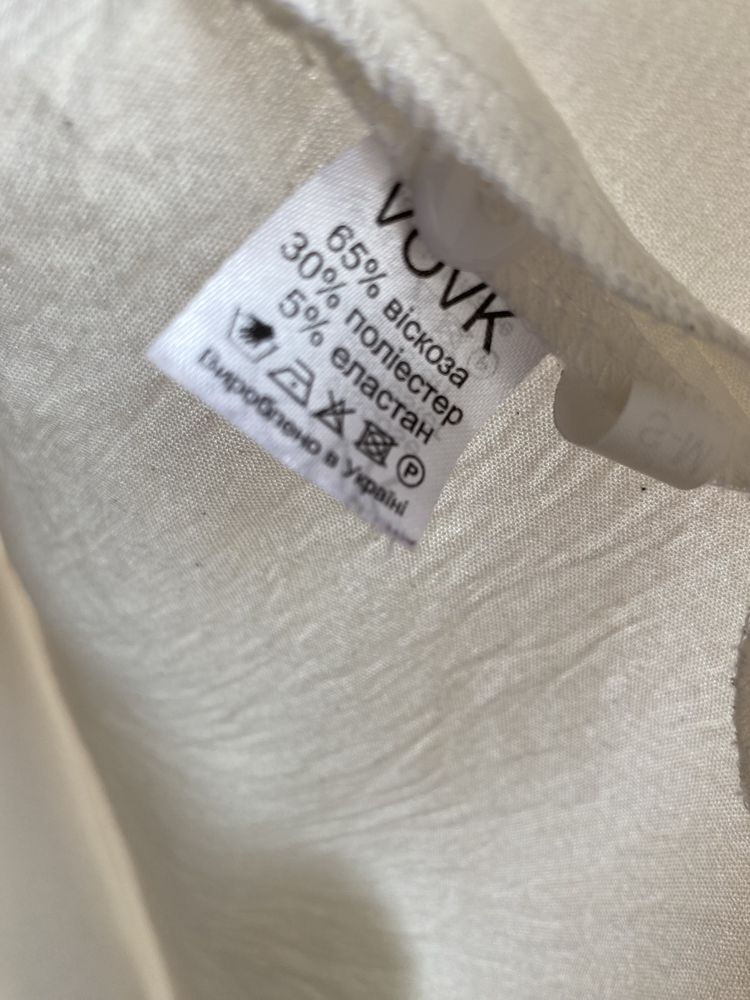 VOVK®
65% віскоза
30% поліестер
5% еластан
P
Вироблено в Україні